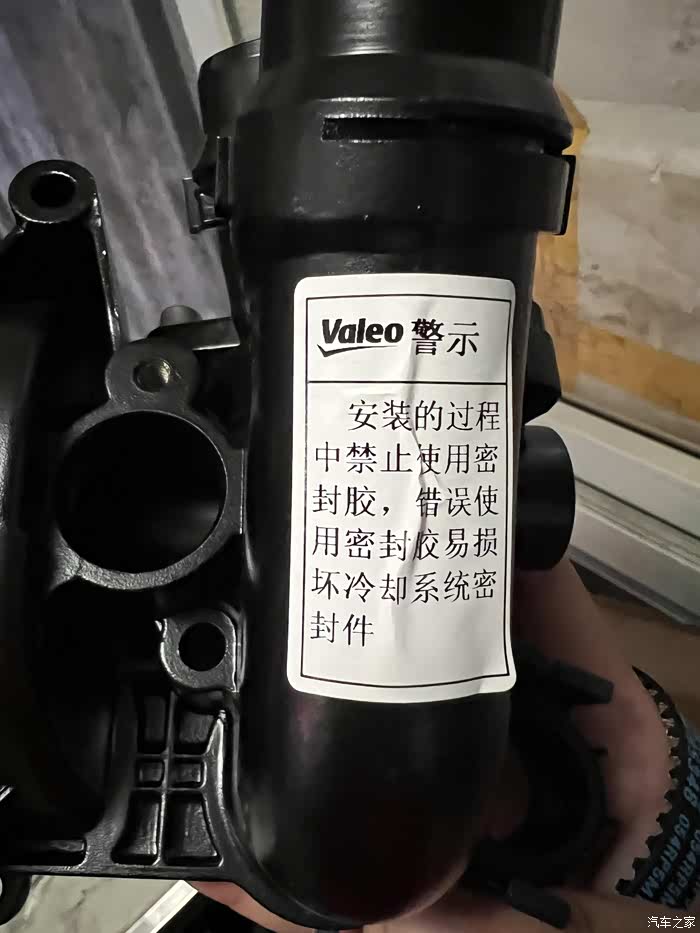 Valeo 警示
安装的过程
中禁止使用密
封胶，错误使
用密封胶易损
坏冷却系统密
封件
094RP6M
汽车之家